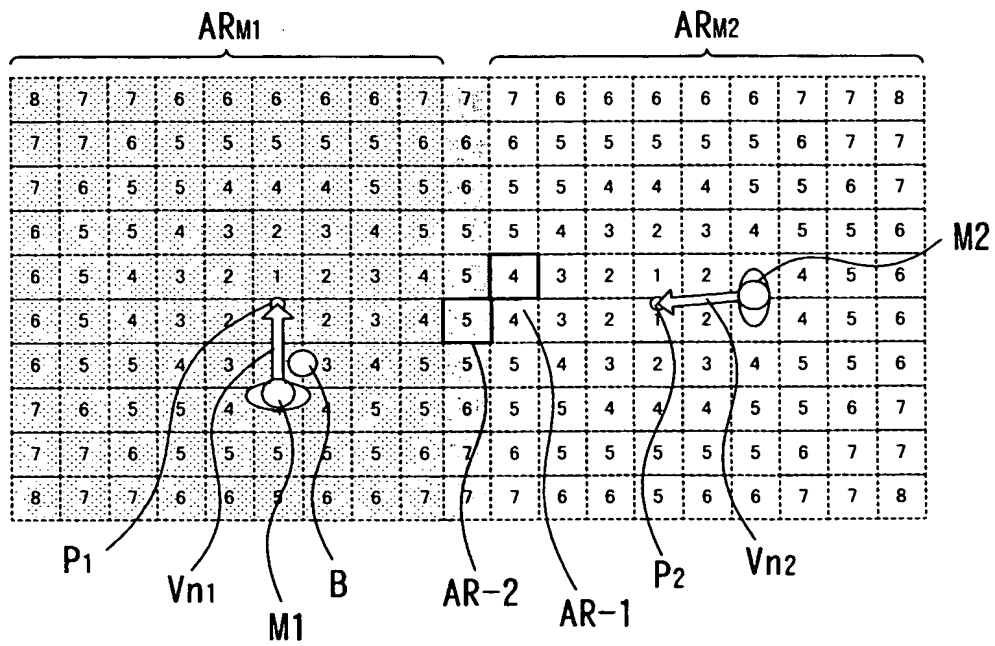 ARM1 ARM2
8 7 7 6 6 6 6 6 7 7 7 6 6 6 6 6 7 7 8
7 7 6 5 5 5 5 5 6 6 6 5 5 5 5 5 6 7 7
7 6 5 5 4 4 4 5 5 6 5 5 4 4 4 5 5 6 7
6 5 5 4 3 2 3 4 5 5 5 4 3 2 3 4 5 5 6
M2
6 5 4 3 2 1 2 3 4 5 4 3 2 1 2 4 5 6
6 5 4 3 2 2 3 4 5 4 3 2 1 2 4 5 6
6 5 5 4 3 3 4 5 5 5 4 3 2 3 4 5 5 6
7 6 5 5 4 4 5 5 6 5 5 4 4 4 5 5 6 7
7 7 6 5 5 5 5 5 6 7 6 5 5 5 5 5 6 7 7
8 7 7 6 6 5 6 6 7 7 7 6 6 5 6 6 7 7 8
P1 Vn1 M1 B AR-2 AR-1 P2 Vn2